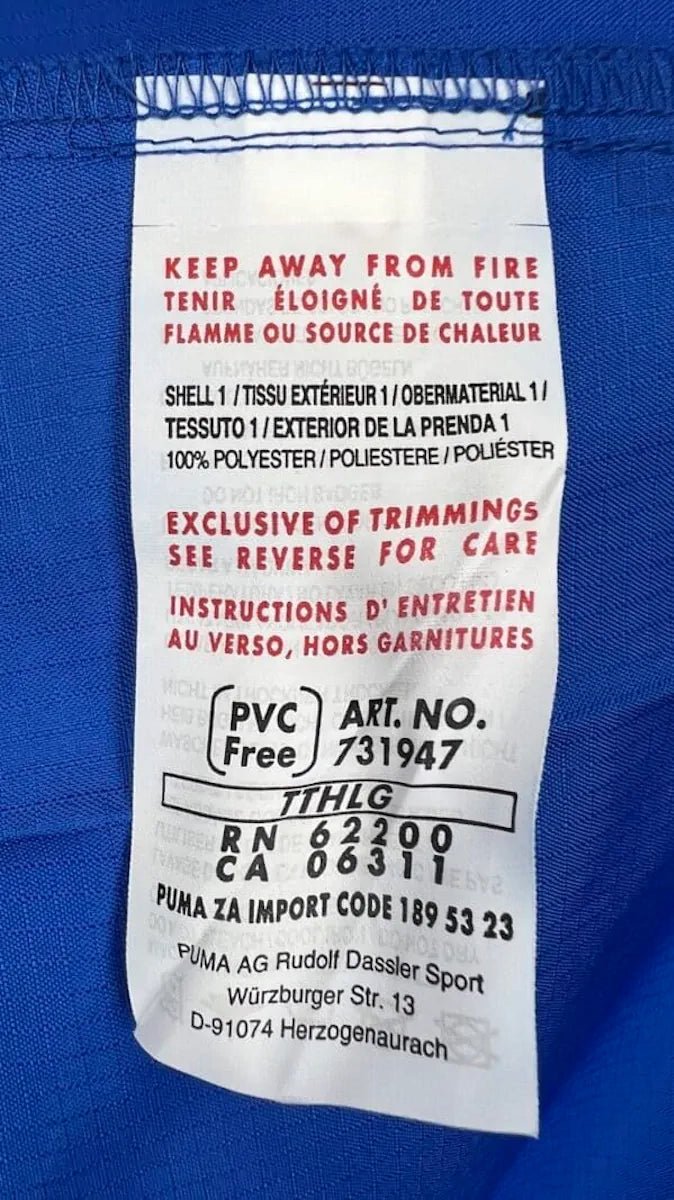 KEEP AWAY FROM FIRE
TENIR ÉLOIGNÉ DE TOUTE
FLAMME OU SOURCE DE CHALEUR
SHELL 1 / TISSU EXTÉRIEUR 1 / OBERMATERIAL 1 /
TESSUTO 1 / EXTERIOR DE LA PRENDA 1
100% POLYESTER / POLIESTERE / POLIÉSTER
EXCLUSIVE OF TRIMMINGS
SEE REVERSE FOR CARE
INSTRUCTIONS D'ENTRETIEN
AU VERSO, HORS GARNITURES
PVC ART. NO.
Free 731947
TTHLG
RN 62200
CA 06311
PUMA ZA IMPORT CODE 189 53 23
PUMA AG Rudolf Dassler Sport
Würzburger Str. 13
D-91074 Herzogenaurach